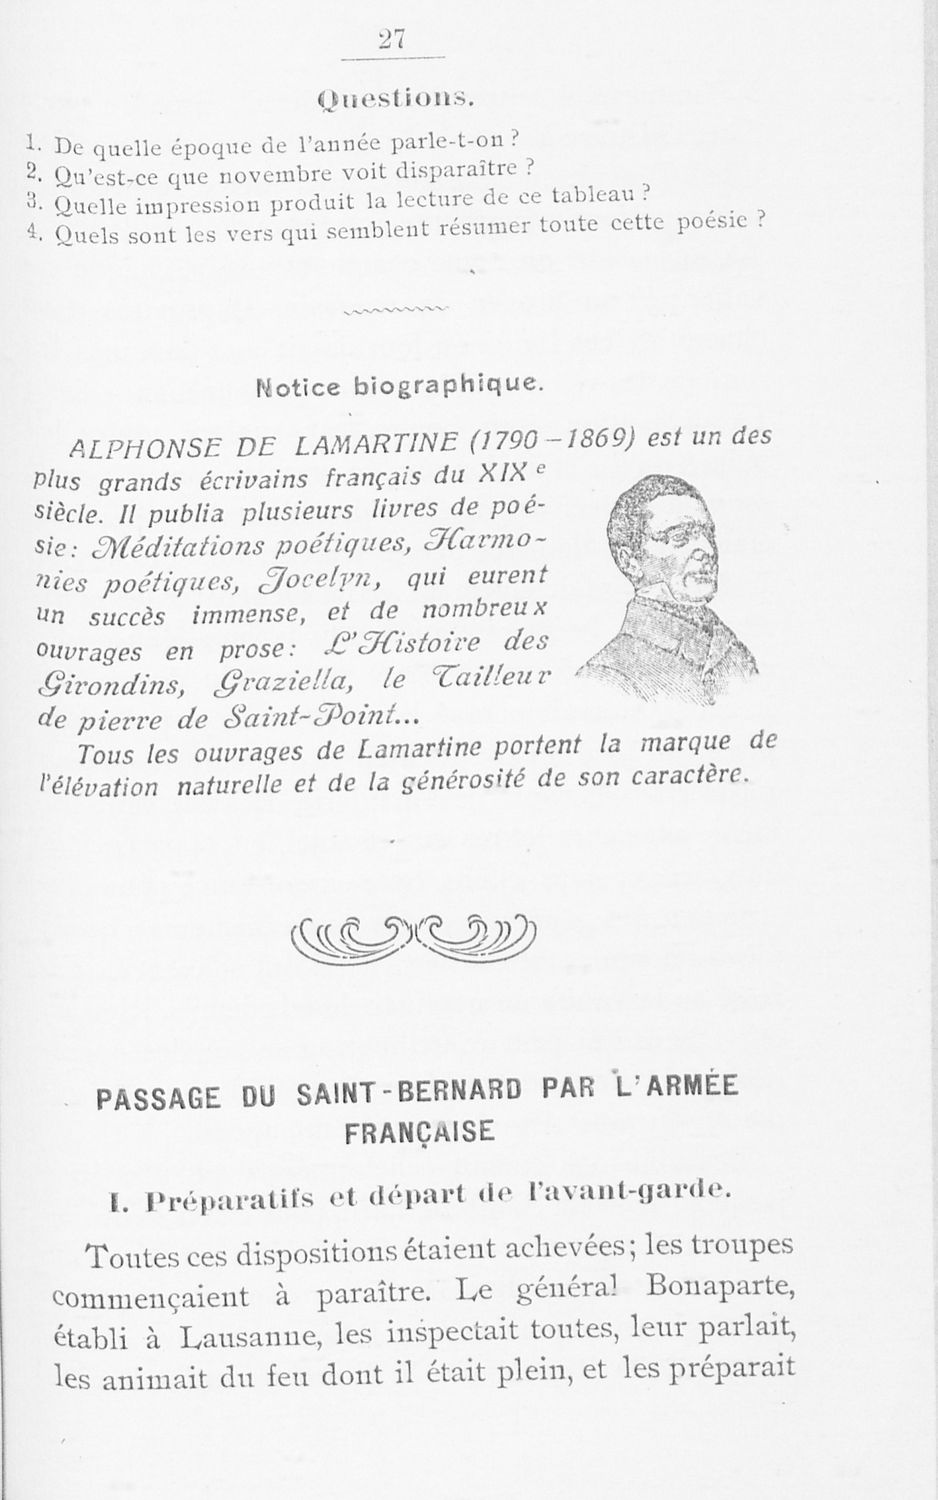 27
Questions.
1. De quelle époque de l'année parle-t-on ?
2. Qu'est-ce que novembre voit disparaître ?
3. Quelle impression produit la lecture de ce tableau ?
4. Quels sont les vers qui semblent résumer toute cette poésie ?
Notice biographique.
ALPHONSE DE LAMARTINE (1790 – 1869) est un des
plus grands écrivains français du XIXe
siècle. Il publia plusieurs livres de poé-
sie: Méditations poétiques, Harmo-
nies poétiques, Jocelyn, qui eurent
un succès immense, et de nombreux
ouvrages en prose: L'Histoire des
Girondins, Graziella, le Tailleur
de pierre de Saint-Point...
Tous les ouvrages de Lamartine portent la marque de
l'élévation naturelle et de la générosité de son caractère.
PASSAGE DU SAINT-BERNARD PAR L'ARMÉE
FRANÇAISE
I. Préparatifs et départ de l'avant-garde.
Toutes ces dispositions étaient achevées; les troupes
commençaient à paraître. Le général Bonaparte,
établi à Lausanne, les inspectait toutes, leur parlait,
les animait du feu dont il était plein, et les préparait